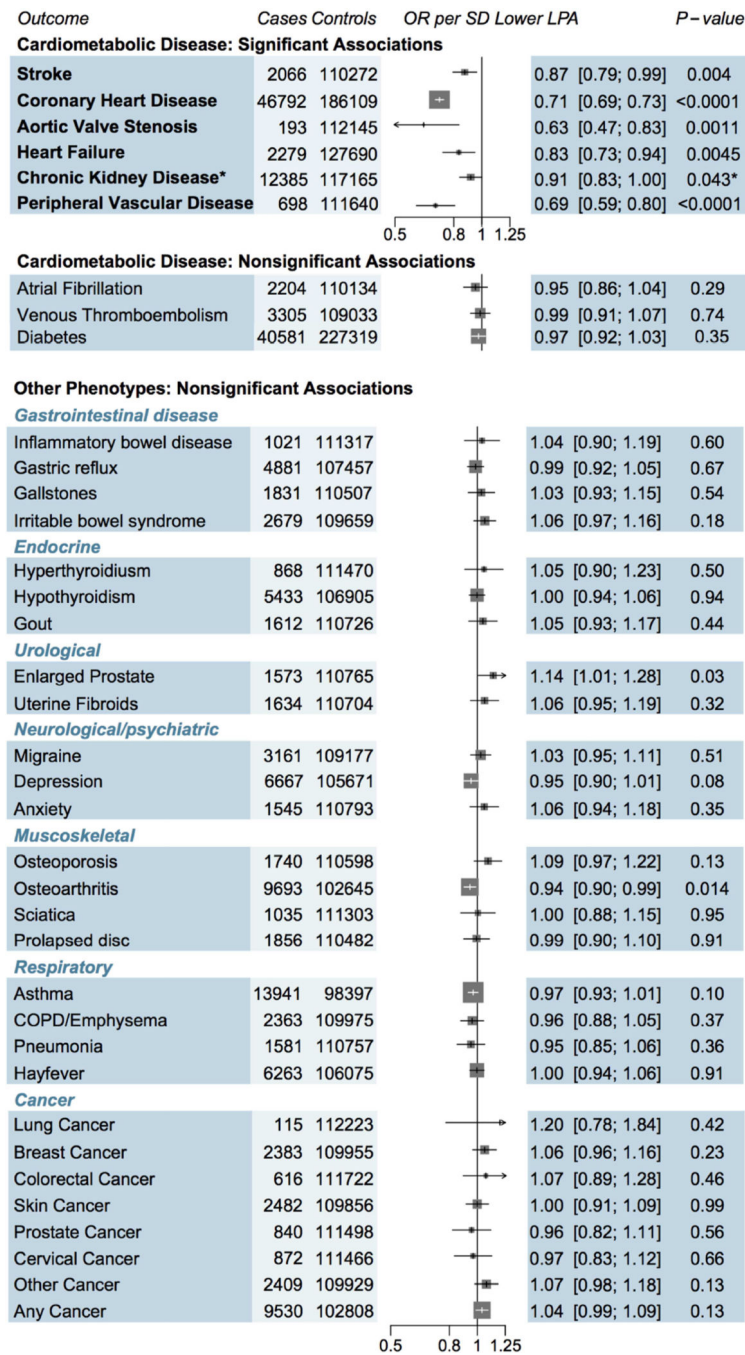 Outcome Cases Controls OR per SD Lower LPA P−value
Cardiometabolic Disease: Significant Associations
Stroke 2066 110272 0.87 [0.79; 0.99] 0.004
Coronary Heart Disease 46792 186109 0.71 [0.69; 0.73] <0.0001
Aortic Valve Stenosis 193 112145 0.63 [0.47; 0.83] 0.0011
Heart Failure 2279 127690 0.83 [0.73; 0.94] 0.0045
Chronic Kidney Disease* 12385 117165 0.91 [0.83; 1.00] 0.043*
Peripheral Vascular Disease 698 111640 0.69 [0.59; 0.80] <0.0001
0.5 0.8 1 1.25
Cardiometabolic Disease: Nonsignificant Associations
Atrial Fibrillation 2204 110134 0.95 [0.86; 1.04] 0.29
Venous Thromboembolism 3305 109033 0.99 [0.91; 1.07] 0.74
Diabetes 40581 227319 0.97 [0.92; 1.03] 0.35
Other Phenotypes: Nonsignificant Associations
Gastrointestinal disease
Inflammatory bowel disease 1021 111317 1.04 [0.90; 1.19] 0.60
Gastric reflux 4881 107457 0.99 [0.92; 1.05] 0.67
Gallstones 1831 110507 1.03 [0.93; 1.15] 0.54
Irritable bowel syndrome 2679 109659 1.06 [0.97; 1.16] 0.18
Endocrine
Hyperthyroidiusm 868 111470 1.05 [0.90; 1.23] 0.50
Hypothyroidism 5433 106905 1.00 [0.94; 1.06] 0.94
Gout 1612 110726 1.05 [0.93; 1.17] 0.44
Urological
Enlarged Prostate 1573 110765 1.14 [1.01; 1.28] 0.03
Uterine Fibroids 1634 110704 1.06 [0.95; 1.19] 0.32
Neurological/psychiatric
Migraine 3161 109177 1.03 [0.95; 1.11] 0.51
Depression 6667 105671 0.95 [0.90; 1.01] 0.08
Anxiety 1545 110793 1.06 [0.94; 1.18] 0.35
Muscoskeletal
Osteoporosis 1740 110598 1.09 [0.97; 1.22] 0.13
Osteoarthritis 9693 102645 0.94 [0.90; 0.99] 0.014
Sciatica 1035 111303 1.00 [0.88; 1.15] 0.95
Prolapsed disc 1856 110482 0.99 [0.90; 1.10] 0.91
Respiratory
Asthma 13941 98397 0.97 [0.93; 1.01] 0.10
COPD/Emphysema 2363 109975 0.96 [0.88; 1.05] 0.37
Pneumonia 1581 110757 0.95 [0.85; 1.06] 0.36
Hayfever 6263 106075 1.00 [0.94; 1.06] 0.91
Cancer
Lung Cancer 115 112223 1.20 [0.78; 1.84] 0.42
Breast Cancer 2383 109955 1.06 [0.96; 1.16] 0.23
Colorectal Cancer 616 111722 1.07 [0.89; 1.28] 0.46
Skin Cancer 2482 109856 1.00 [0.91; 1.09] 0.99
Prostate Cancer 840 111498 0.96 [0.82; 1.11] 0.56
Cervical Cancer 872 111466 0.97 [0.83; 1.12] 0.66
Other Cancer 2409 109929 1.07 [0.98; 1.18] 0.13
Any Cancer 9530 102808 1.04 [0.99; 1.09] 0.13
0.5 0.8 1 1.25